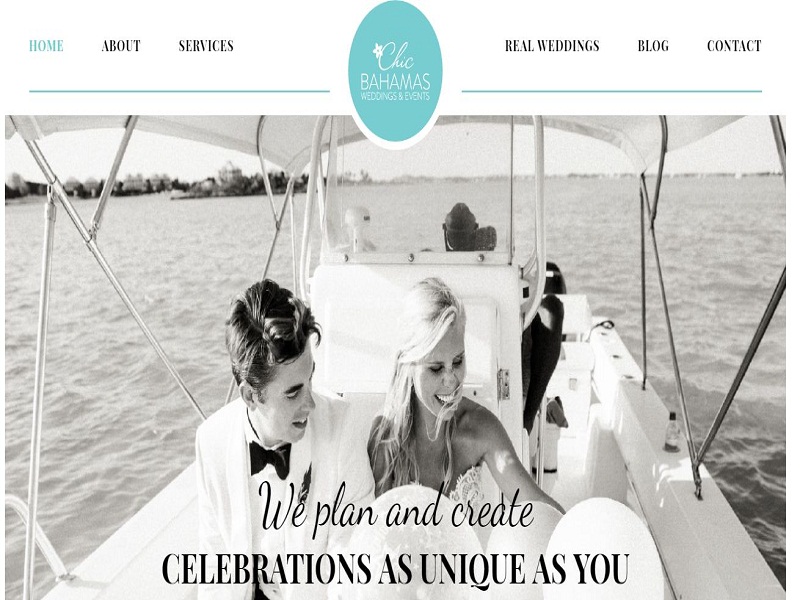 HOME
ABOUT
SERVICES
Chic
BAHAMAS
WEDDINGS & EVENTS
REAL WEDDINGS
BLOG
CONTACT
We plan and create
CELEBRATIONS AS UNIQUE AS YOU